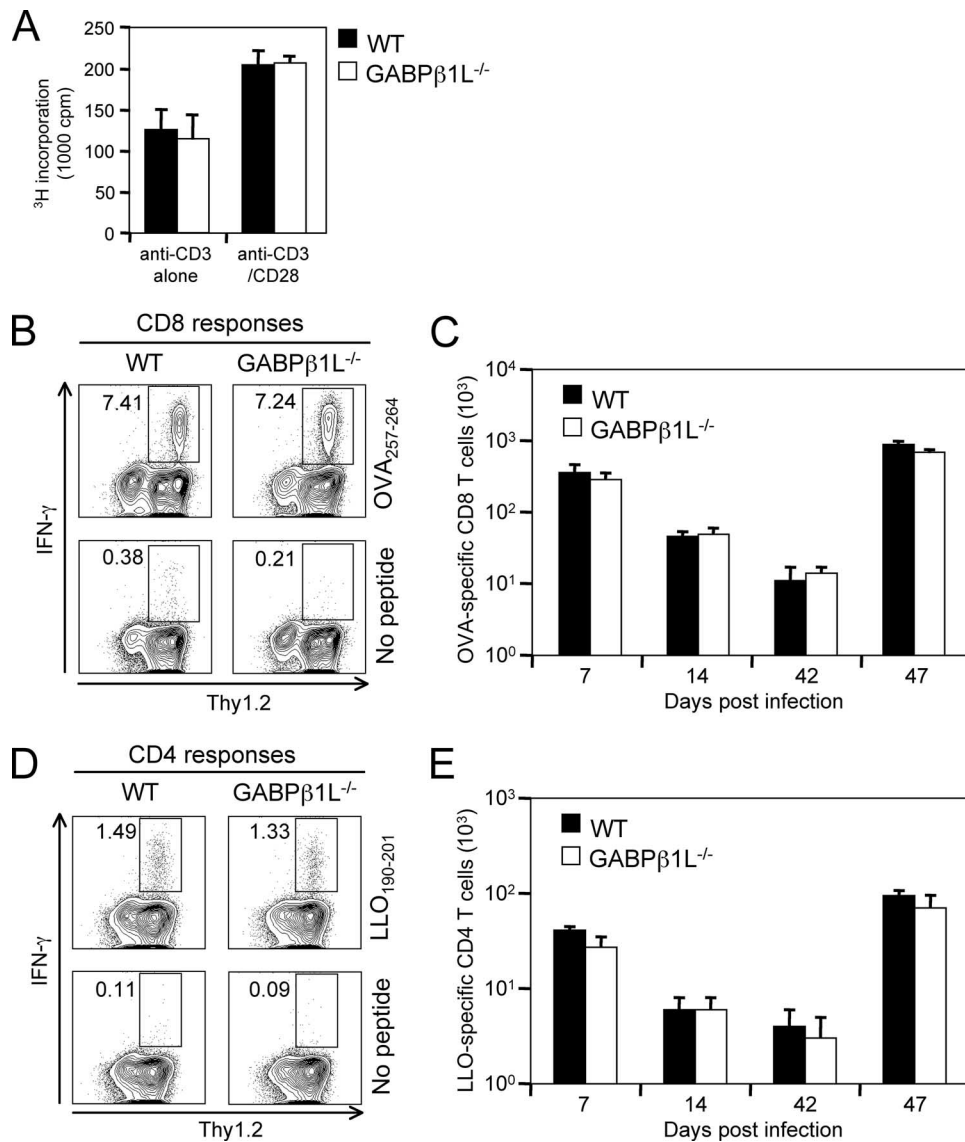 A
250
200
150
100
50
0
³H incorporation
(1000 cpm)
anti-CD3
alone
anti-CD3
/CD28
WT
GABPβ1L⁻/⁻
B
CD8 responses
WT
GABPβ1L⁻/⁻
7.41
7.24
OVA₂₅₇₋₂₆₄
0.38
0.21
No peptide
IFN-γ
Thy1.2
C
10⁴
10³
10²
10¹
10⁰
OVA-specific CD8 T cells (10³)
WT
GABPβ1L⁻/⁻
7
14
42
47
Days post infection
D
CD4 responses
WT
GABPβ1L⁻/⁻
1.49
1.33
LLO₁₉₀₋₂₀₁
0.11
0.09
No peptide
IFN-γ
Thy1.2
E
10³
10²
10¹
10⁰
LLO-specific CD4 T cells (10³)
WT
GABPβ1L⁻/⁻
7
14
42
47
Days post infection